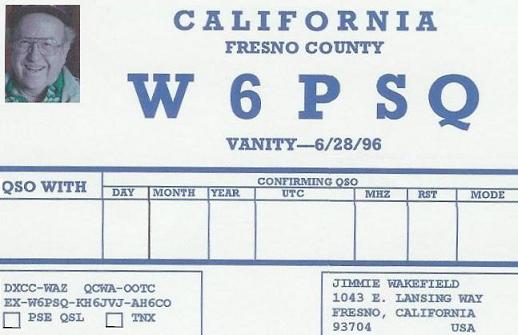 CALIFORNIA
FRESNO COUNTY
W6PSQ
VANITY—6/28/96
QSO WITH
CONFIRMING QSO
DAY MONTH YEAR UTC MHZ RST MODE
DXCC-WAZ QCWA-OOTC
EX-W6PSQ-KH6JVJ-AH6CO
PSE QSL TNX
JIMMIE WAKEFIELD
1043 E. LANSING WAY
FRESNO, CALIFORNIA
93704 USA